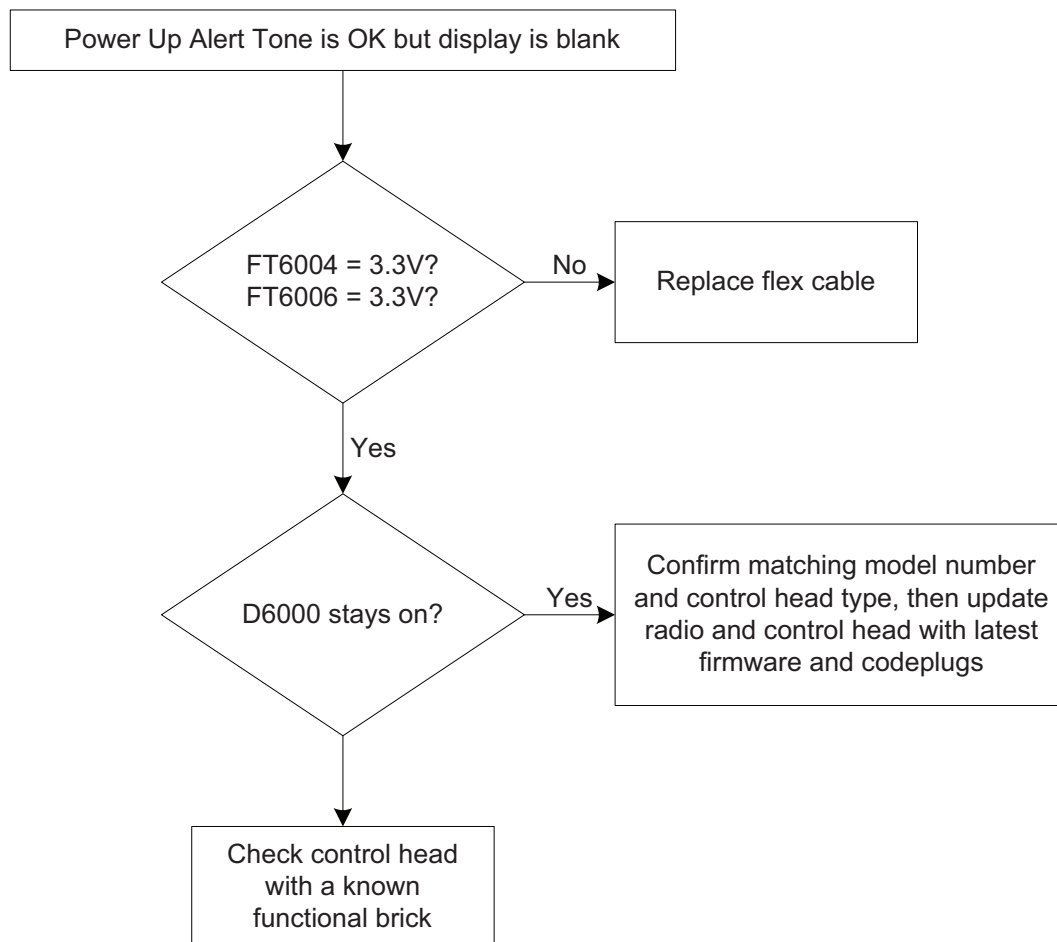 Power Up Alert Tone is OK but display is blank
FT6004 = 3.3V?
FT6006 = 3.3V?
No
Replace flex cable
Yes
D6000 stays on?
Yes
Confirm matching model number
and control head type, then update
radio and control head with latest
firmware and codeplugs
Check control head
with a known
functional brick